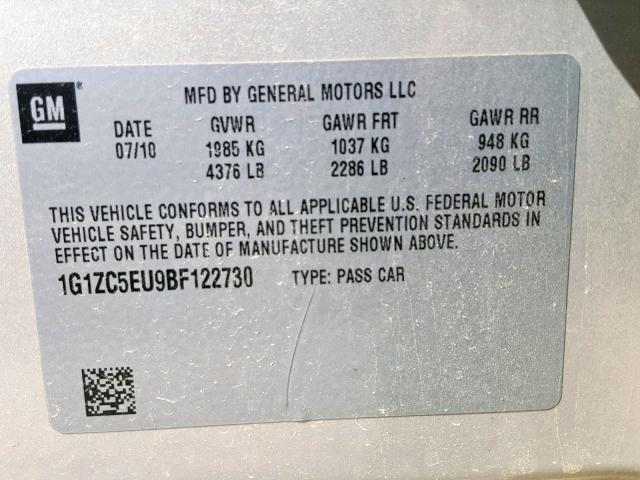 GM ®
MFD BY GENERAL MOTORS LLC
DATE GVWR GAWR FRT GAWR RR
07/10 1985 KG 1037 KG 948 KG
4376 LB 2286 LB 2090 LB
THIS VEHICLE CONFORMS TO ALL APPLICABLE U.S. FEDERAL MOTOR
VEHICLE SAFETY, BUMPER, AND THEFT PREVENTION STANDARDS IN
EFFECT ON THE DATE OF MANUFACTURE SHOWN ABOVE.
1G1ZC5EU9BF122730 TYPE: PASS CAR